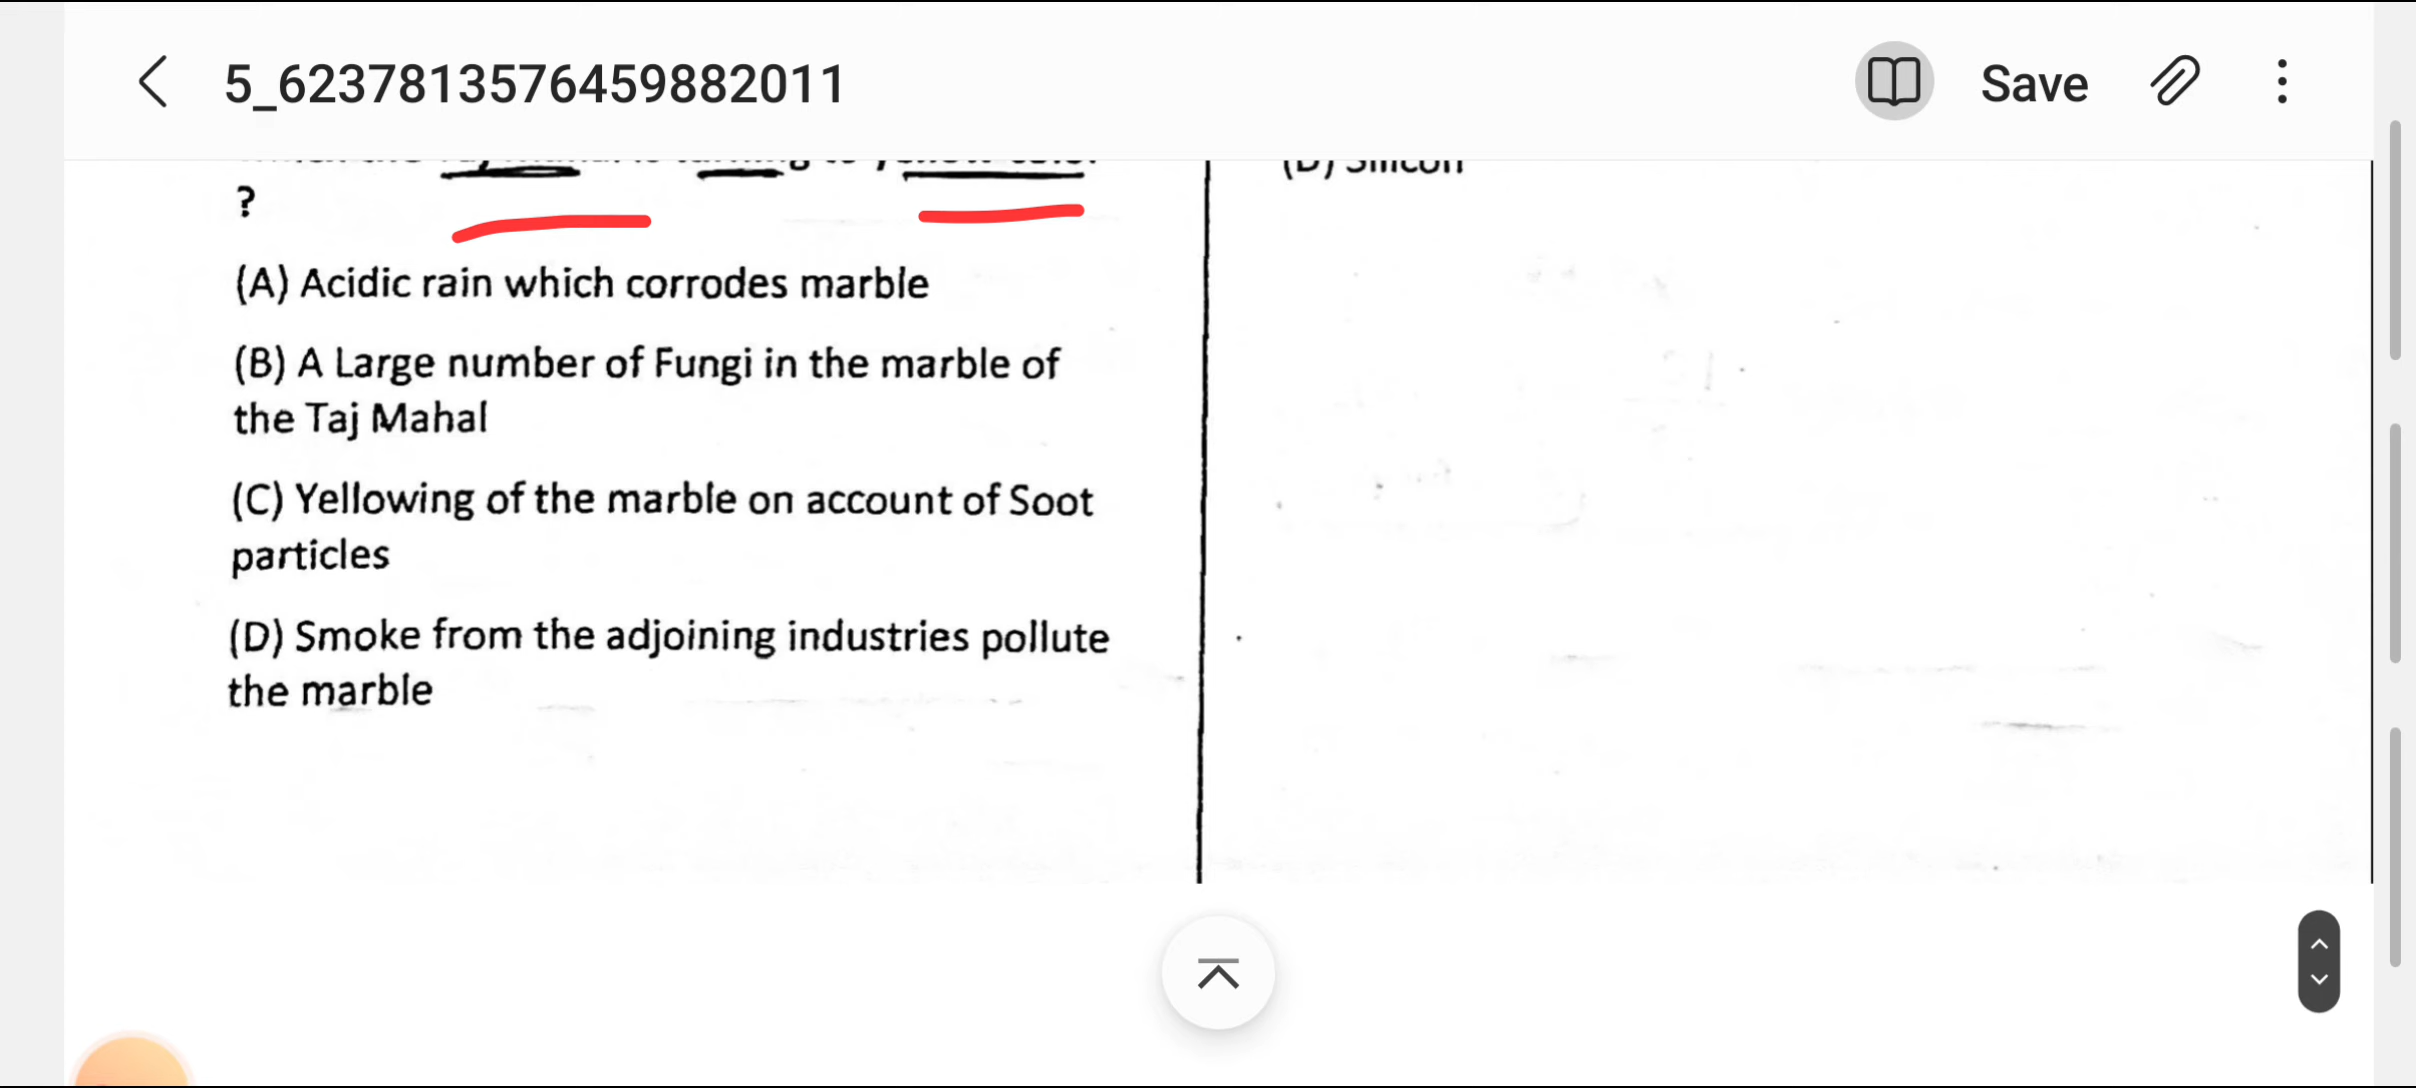 5_6237813576459882011
Save
?
(A) Acidic rain which corrodes marble
(B) A Large number of Fungi in the marble of
the Taj Mahal
(C) Yellowing of the marble on account of Soot
particles
(D) Smoke from the adjoining industries pollute
the marble
(D) Silicon